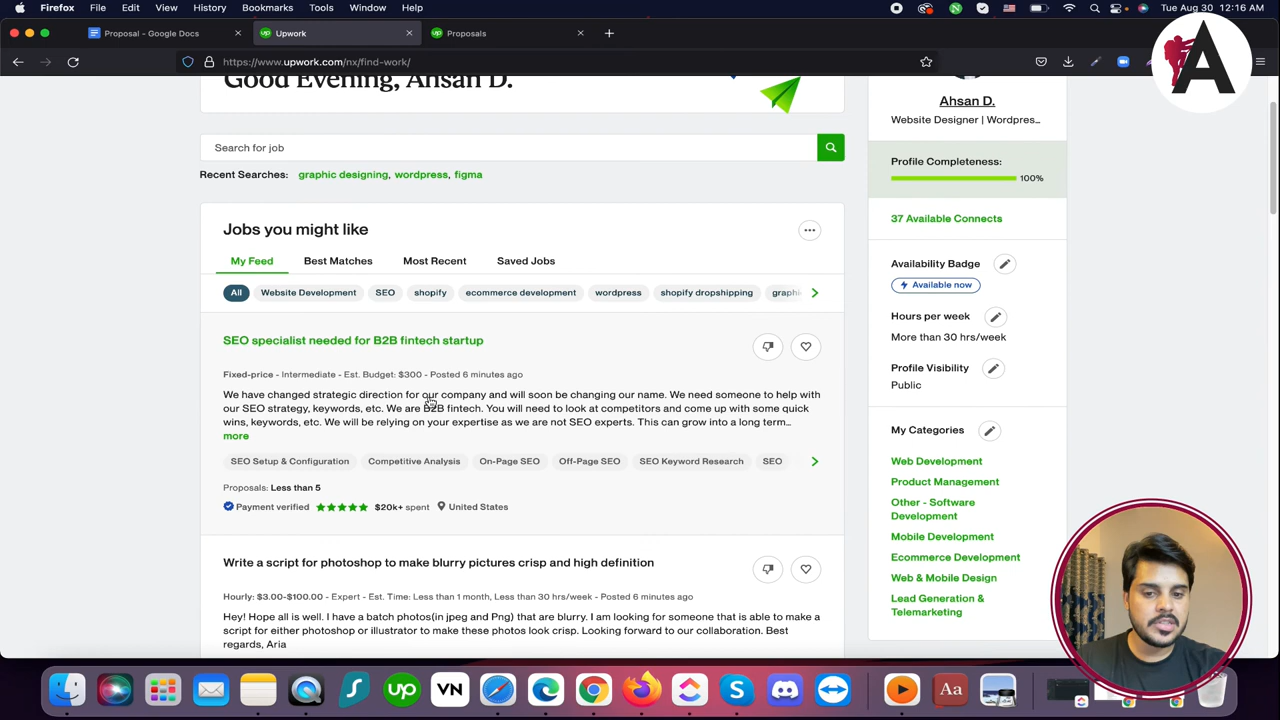 Firefox File Edit View History Bookmarks Tools Window Help Tue Aug 30 12:16 AM
Proposal - Google Docs Upwork Proposals
https://www.upwork.com/nx/find-work/
Good Evening, Ahsan D.
Search for job
Recent Searches: graphic designing, wordpress, figma
Jobs you might like
My Feed Best Matches Most Recent Saved Jobs
All Website Development SEO shopify ecommerce development wordpress shopify dropshipping graphi
SEO specialist needed for B2B fintech startup
Fixed-price - Intermediate - Est. Budget: $300 - Posted 6 minutes ago
We have changed strategic direction for our company and will soon be changing our name. We need someone to help with
our SEO strategy, keywords, etc. We are B2B fintech. You will need to look at competitors and come up with some quick
wins, keywords, etc. We will be relying on your expertise as we are not SEO experts. This can grow into a long term…
more
SEO Setup & Configuration Competitive Analysis On-Page SEO Off-Page SEO SEO Keyword Research SEO
Proposals: Less than 5
Payment verified $20k+ spent United States
Write a script for photoshop to make blurry pictures crisp and high definition
Hourly: $3.00-$100.00 - Expert - Est. Time: Less than 1 month, Less than 30 hrs/week - Posted 6 minutes ago
Hey! Hope all is well. I have a batch photos(in jpeg and Png) that are blurry. I am looking for someone that is able to make a
script for either photoshop or illustrator to make these photos look crisp. Looking forward to our collaboration. Best
regards, Aria
Ahsan D.
Website Designer | Wordpres…
Profile Completeness:
100%
37 Available Connects
Availability Badge
Available now
Hours per week
More than 30 hrs/week
Profile Visibility
Public
My Categories
Web Development
Product Management
Other - Software
Development
Mobile Development
Ecommerce Development
Web & Mobile Design
Lead Generation &
Telemarketing
A
up VN Aa